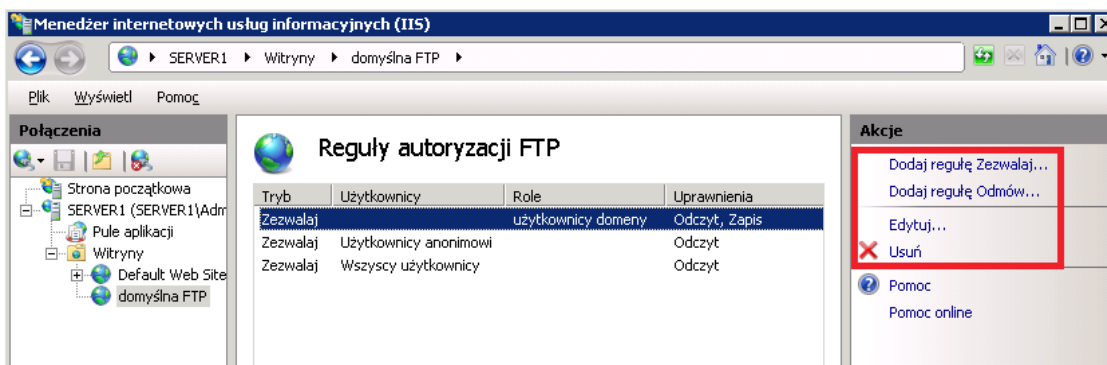 Menedżer internetowych usług informacyjnych (IIS)
SERVER1 Witryny domyślna FTP
Plik Wyświetl Pomoc
Połączenia
Strona początkowa
SERVER1 (SERVER1\Adm
Pule aplikacji
Witryny
Default Web Site
domyślna FTP
Reguły autoryzacji FTP
Tryb Użytkownicy Role Uprawnienia
Zezwalaj użytkownicy domeny Odczyt, Zapis
Zezwalaj Użytkownicy anonimowi Odczyt
Zezwalaj Wszyscy użytkownicy Odczyt
Akcje
Dodaj regułę Zezwalaj...
Dodaj regułę Odmów...
Edytuj...
Usuń
Pomoc
Pomoc online